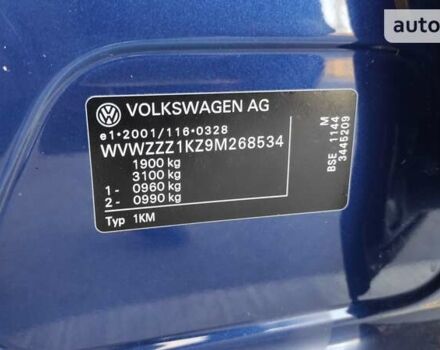 auto
VOLKSWAGEN AG
e1*2001/116*0328
WVWZZZ1KZ9M268534
1900 kg
3100 kg
1- 0960 kg
2- 0990 kg
Typ 1KM
M
BSE 1144
3445209